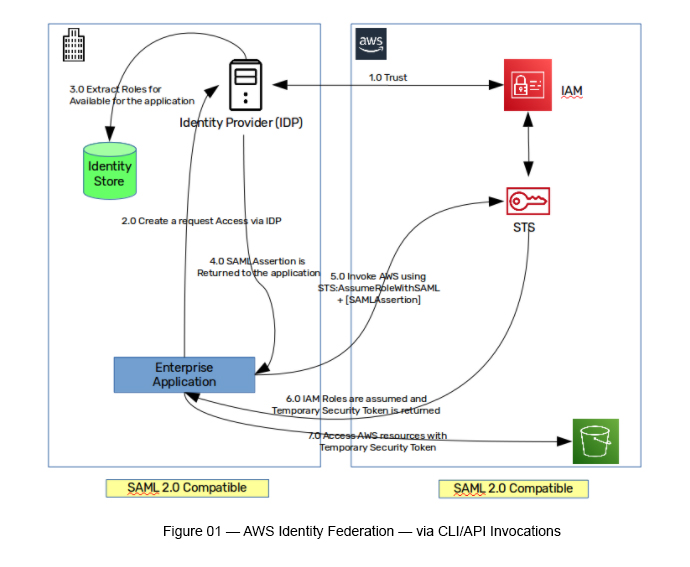 aws
1.0 Trust
IAM
3.0 Extract Roles for
Available for the application
Identity Provider (IDP)
Identity
Store
STS
2.0 Create a request Access via IDP
4.0 SAMLAssertion is
Returned to the application
5.0 Invoke AWS using
STS:AssumeRoleWithSAML
+ [SAMLAssertion]
Enterprise
Application
6.0 IAM Roles are assumed and
Temporary Security Token is returned
7.0 Access AWS resources with
Temporary Security Token
SAML 2.0 Compatible
SAML 2.0 Compatible
Figure 01 — AWS Identity Federation — via CLI/API Invocations